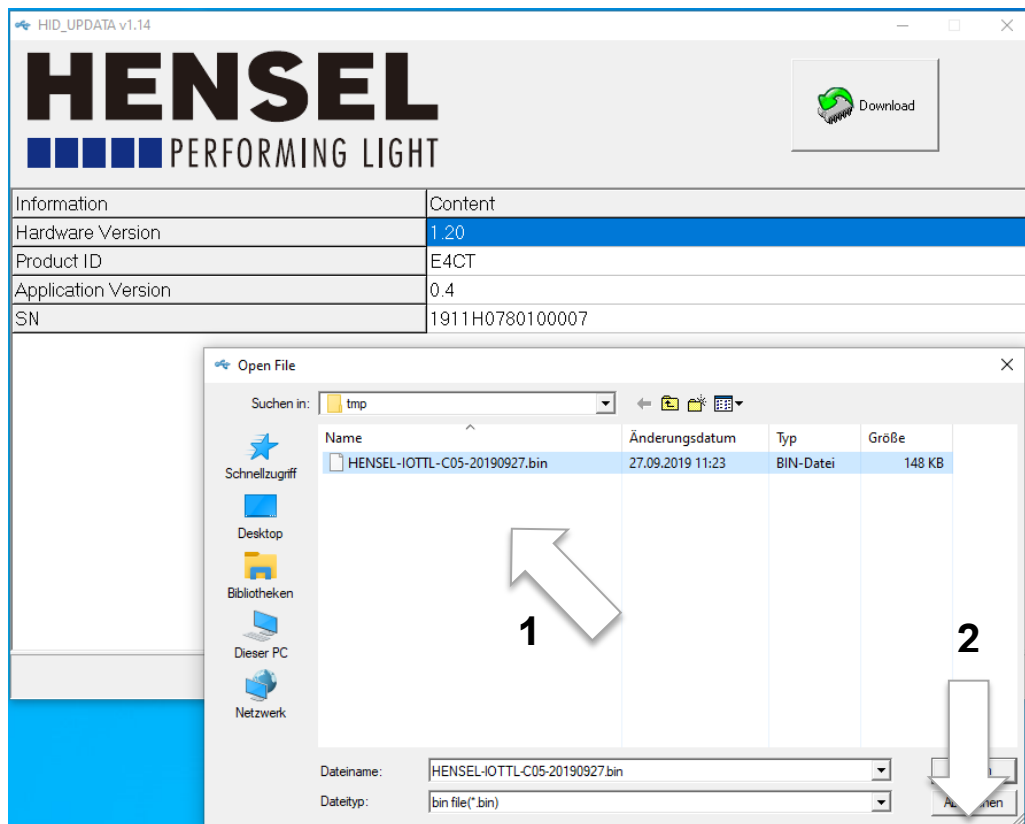 HID_UPDATA v1.14
HENSEL
PERFORMING LIGHT
Download
Information Content
Hardware Version 1.20
Product ID E4CT
Application Version 0.4
SN 1911H0780100007
Open File
Suchen in: tmp
Name Änderungsdatum Typ Größe
HENSEL-IOTTL-C05-20190927.bin 27.09.2019 11:23 BIN-Datei 148 KB
Schnellzugriff
Desktop
Bibliotheken
Dieser PC
Netzwerk
1
2
Dateiname: HENSEL-IOTTL-C05-20190927.bin
Dateityp: bin file(*.bin)